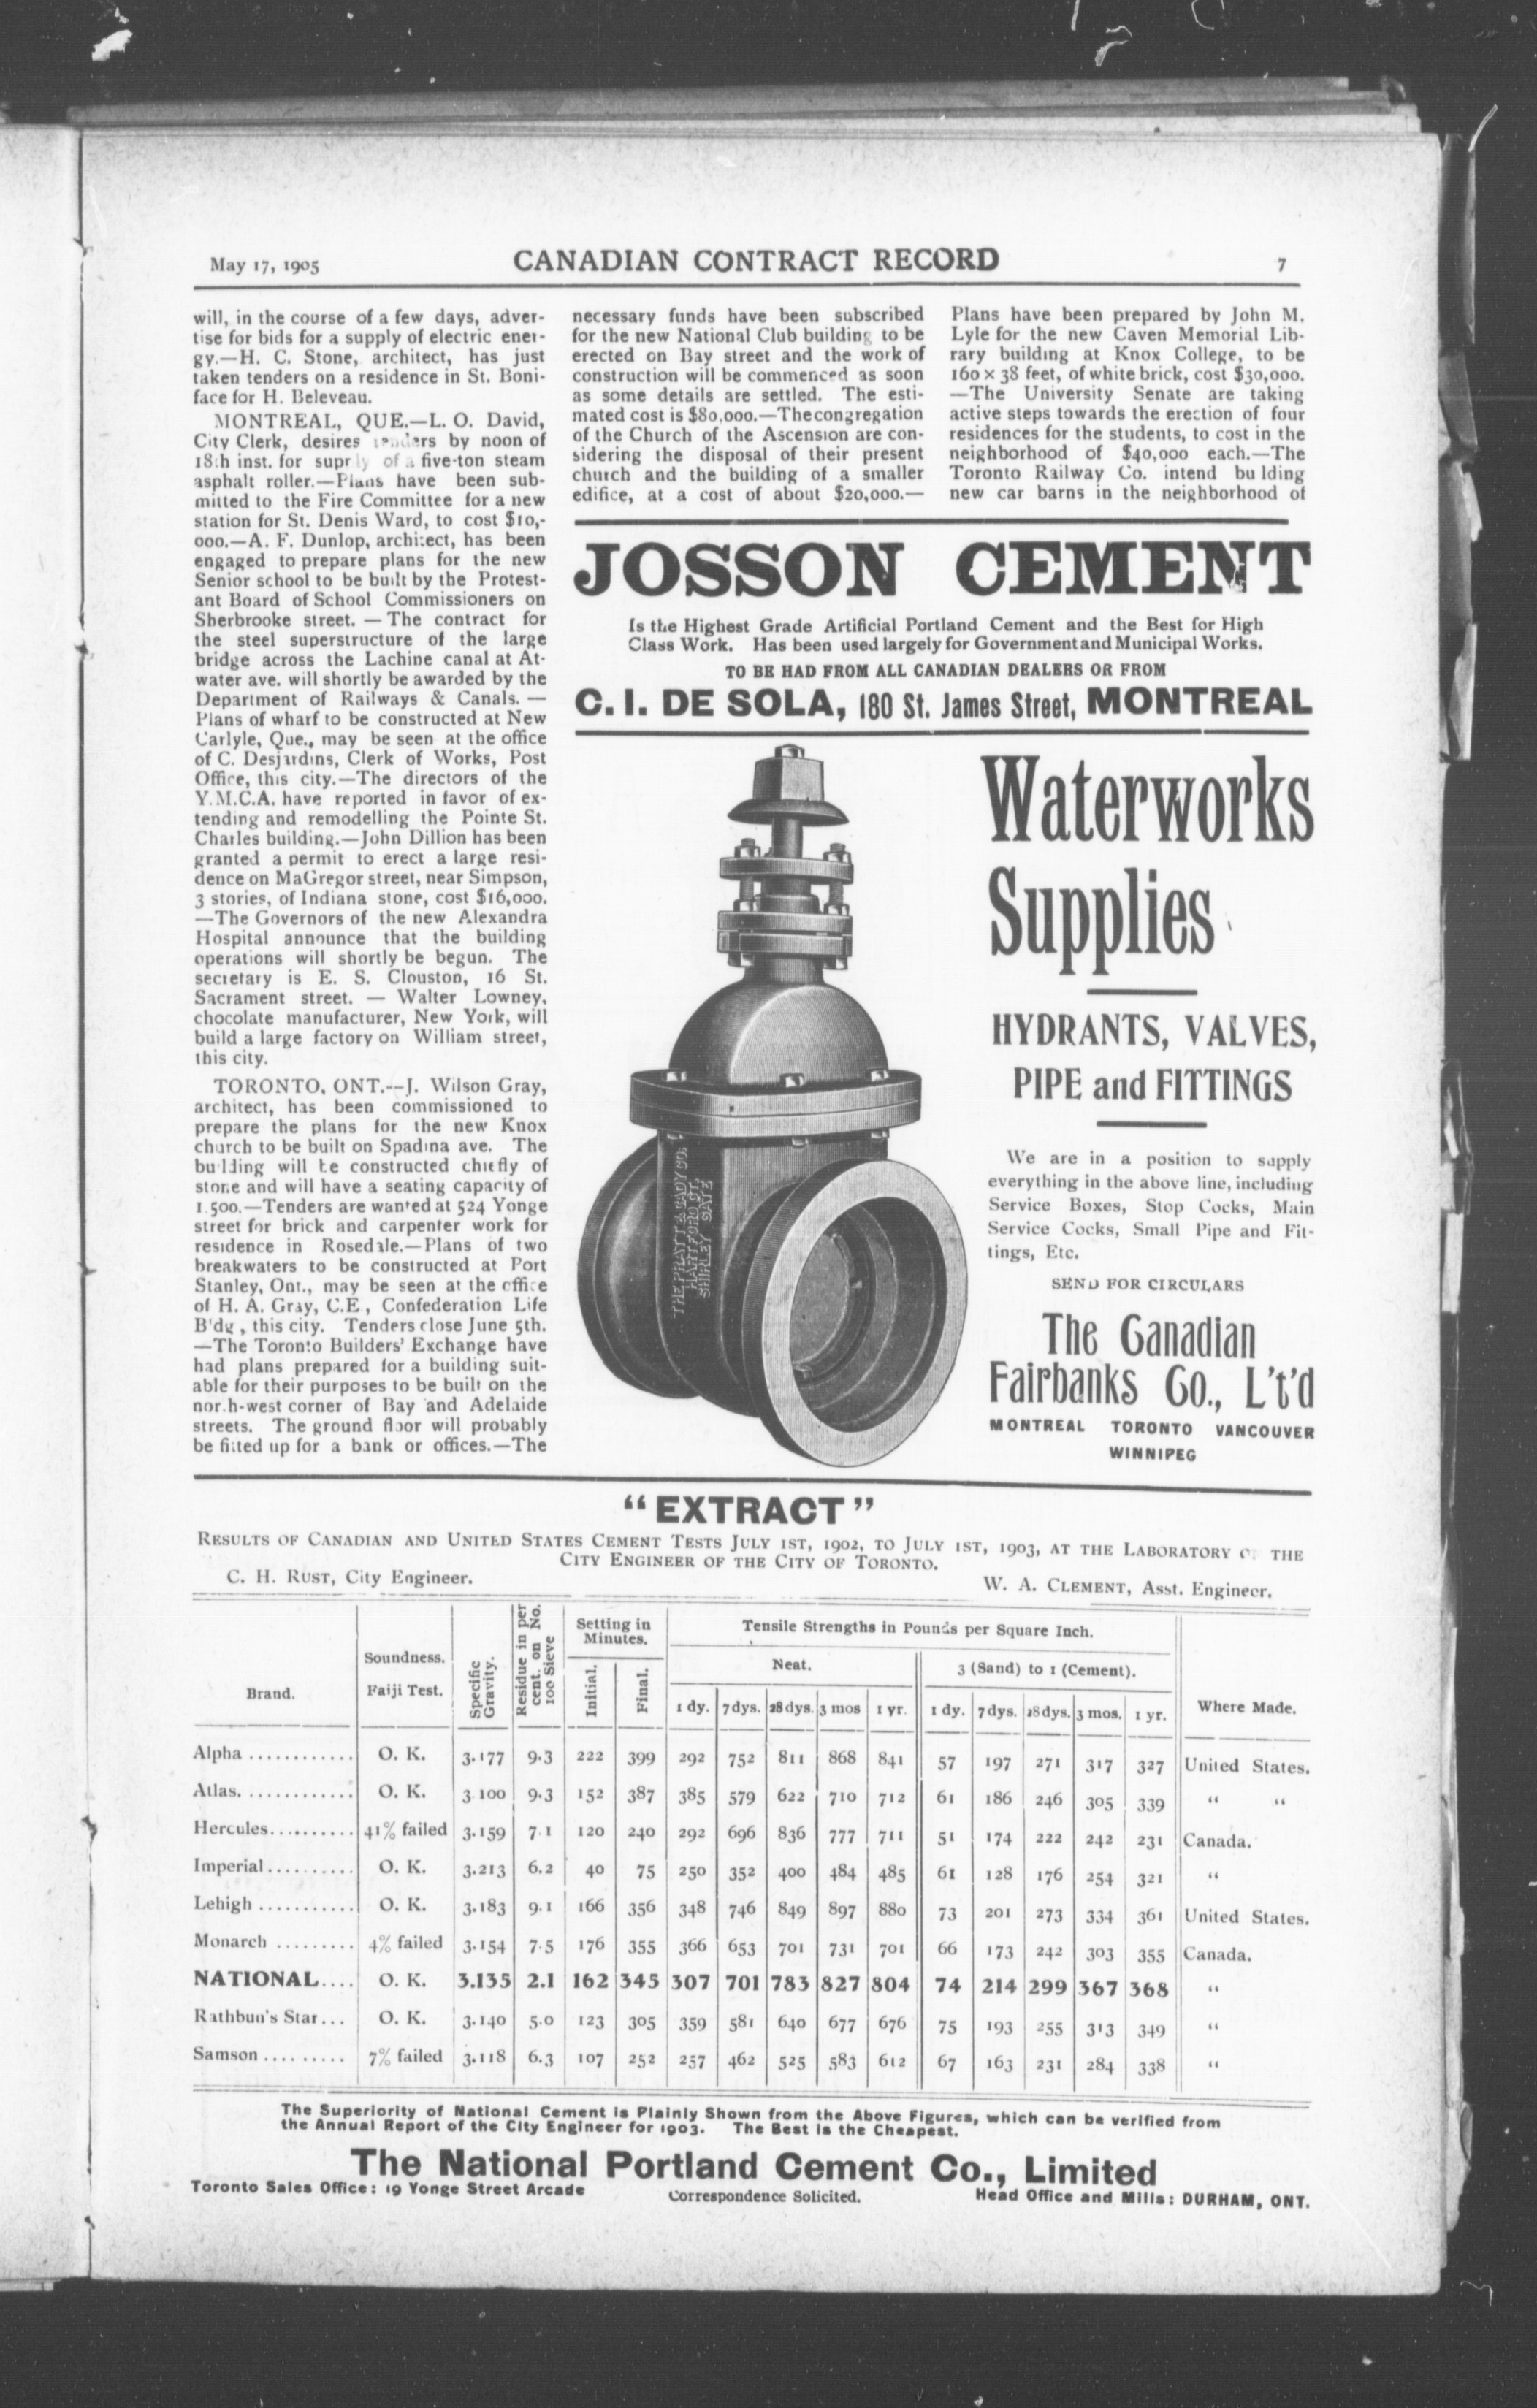 May 17, 1905
CANADIAN CONTRACT RECORD
7
will, in the course of a few days, adver-
tise for bids for a supply of electric ener-
gy.—H. C. Stone, architect, has just
taken tenders on a residence in St. Boni-
face for H. Beleveau.
MONTREAL, QUE.—L. O. David,
City Clerk, desires tenders by noon of
18th inst. for supply of a five-ton steam
asphalt roller.—Plans have been sub-
mitted to the Fire Committee for a new
station for St. Denis Ward, to cost $10,-
000.—A. F. Dunlop, architect, has been
engaged to prepare plans for the new
Senior school to be built by the Protest-
ant Board of School Commissioners on
Sherbrooke street. — The contract for
the steel superstructure of the large
bridge across the Lachine canal at At-
water ave. will shortly be awarded by the
Department of Railways & Canals. —
Plans of wharf to be constructed at New
Carlyle, Que., may be seen at the office
of C. Desjardins, Clerk of Works, Post
Office, this city.—The directors of the
Y.M.C.A. have reported in favor of ex-
tending and remodelling the Pointe St.
Charles building.—John Dillion has been
granted a permit to erect a large resi-
dence on MaGregor street, near Simpson,
3 stories, of Indiana stone, cost $16,000.
—The Governors of the new Alexandra
Hospital announce that the building
operations will shortly be begun. The
secretary is E. S. Clouston, 16 St.
Sacrament street. — Walter Lowney,
chocolate manufacturer, New York, will
build a large factory on William street,
this city.
TORONTO, ONT.--J. Wilson Gray,
architect, has been commissioned to
prepare the plans for the new Knox
church to be built on Spadina ave. The
building will be constructed chiefly of
stone and will have a seating capacity of
1,500.—Tenders are wanted at 524 Yonge
street for brick and carpenter work for
residence in Rosedale.—Plans of two
breakwaters to be constructed at Port
Stanley, Ont., may be seen at the office
of H. A. Gray, C.E., Confederation Life
B'dg, this city. Tenders close June 5th.
—The Toronto Builders' Exchange have
had plans prepared for a building suit-
able for their purposes to be built on the
north-west corner of Bay and Adelaide
streets. The ground floor will probably
be fitted up for a bank or offices.—The
necessary funds have been subscribed
for the new National Club building to be
erected on Bay street and the work of
construction will be commenced as soon
as some details are settled. The esti-
mated cost is $80,000.—The congregation
of the Church of the Ascension are con-
sidering the disposal of their present
church and the building of a smaller
edifice, at a cost of about $20,000.—
Plans have been prepared by John M.
Lyle for the new Caven Memorial Lib-
rary building at Knox College, to be
160 × 38 feet, of white brick, cost $30,000.
—The University Senate are taking
active steps towards the erection of four
residences for the students, to cost in the
neighborhood of $40,000 each.—The
Toronto Railway Co. intend building
new car barns in the neighborhood of
JOSSON CEMENT
Is the Highest Grade Artificial Portland Cement and the Best for High
Class Work. Has been used largely for Government and Municipal Works.
TO BE HAD FROM ALL CANADIAN DEALERS OR FROM
C. I. DE SOLA, 180 St. James Street, MONTREAL
THE PRATT & CADY CO.
HARTFORD CT.
SHIRLEY GATE
Waterworks
Supplies
HYDRANTS, VALVES,
PIPE and FITTINGS
We are in a position to supply
everything in the above line, including
Service Boxes, Stop Cocks, Main
Service Cocks, Small Pipe and Fit-
tings, Etc.
SEND FOR CIRCULARS
The Canadian
Fairbanks Co., L't'd
MONTREAL TORONTO VANCOUVER
WINNIPEG
"EXTRACT"
RESULTS OF CANADIAN AND UNITED STATES CEMENT TESTS JULY 1ST, 1902, TO JULY 1ST, 1903, AT THE LABORATORY OF THE
CITY ENGINEER OF THE CITY OF TORONTO.
C. H. RUST, City Engineer.
W. A. CLEMENT, Asst. Engineer.
Brand. Soundness. Faiji Test. Specific Gravity. Residue in per cent. on No. 100 Sieve Setting in Minutes. Initial. Final. Tensile Strengths in Pounds per Square Inch. Where Made.
Neat. 3 (Sand) to 1 (Cement).
1 dy. 7 dys. 28 dys. 3 mos 1 yr. 1 dy. 7 dys. 28 dys. 3 mos. 1 yr.
Alpha ............ O. K. 3.177 9.3 222 399 292 752 811 868 841 57 197 271 317 327 United States.
Atlas. ............ O. K. 3 100 9.3 152 387 385 579 622 710 712 61 186 246 305 339 " "
Hercules.......... 41% failed 3.159 7.1 120 240 292 696 836 777 711 51 174 222 242 231 Canada.
Imperial.......... O. K. 3.213 6.2 40 75 250 352 400 484 485 61 128 176 254 321 "
Lehigh ........... O. K. 3.183 9.1 166 356 348 746 849 897 880 73 201 273 334 361 United States.
Monarch ......... 4% failed 3.154 7.5 176 355 366 653 701 731 701 66 173 242 303 355 Canada.
NATIONAL.... O. K. 3.135 2.1 162 345 307 701 783 827 804 74 214 299 367 368 "
Rathbun's Star... O. K. 3.140 5.0 123 305 359 581 640 677 676 75 193 255 313 349 "
Samson ......... 7% failed 3.118 6.3 107 252 257 462 525 583 612 67 163 231 284 338 "
The Superiority of National Cement is Plainly Shown from the Above Figures, which can be verified from
the Annual Report of the City Engineer for 1903. The Best is the Cheapest.
The National Portland Cement Co., Limited
Toronto Sales Office: 19 Yonge Street Arcade
Correspondence Solicited.
Head Office and Mills: DURHAM, ONT.